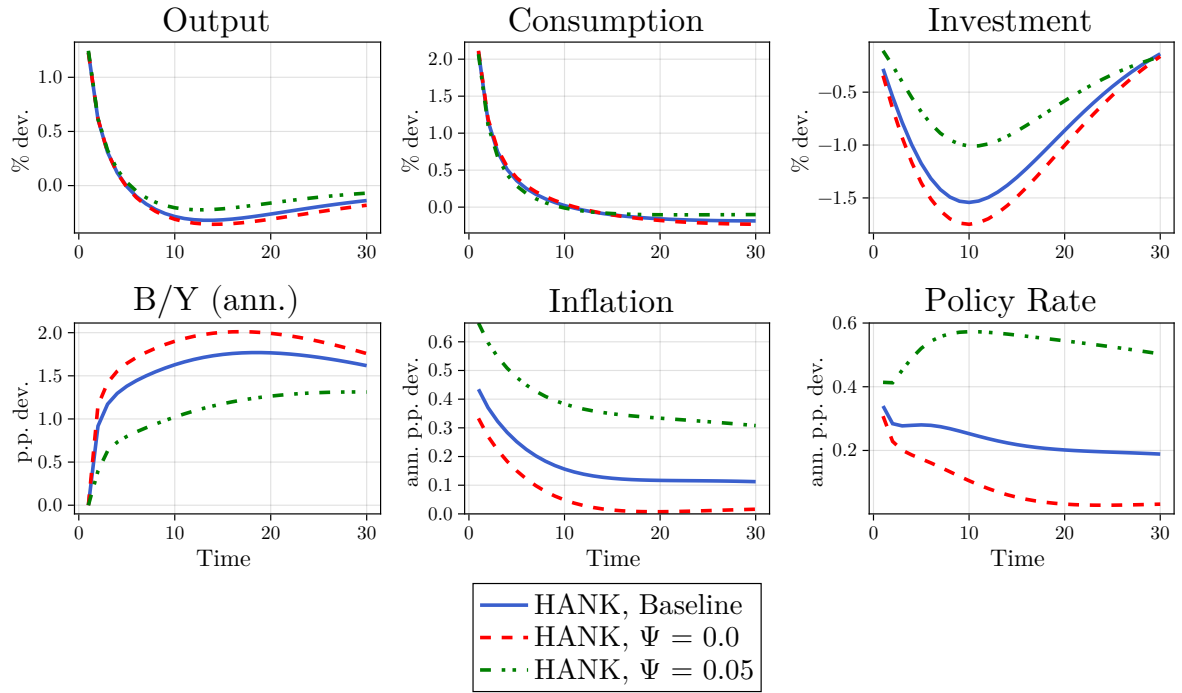 Output
Consumption
Investment
% dev.
1.0
0.5
0.0
0
10
20
30
% dev.
2.0
1.5
1.0
0.5
0.0
0
10
20
30
% dev.
−0.5
−1.0
−1.5
0
10
20
30
B/Y (ann.)
Inflation
Policy Rate
p.p. dev.
2.0
1.5
1.0
0.5
0.0
0
10
20
30
Time
ann. p.p. dev.
0.6
0.5
0.4
0.3
0.2
0.1
0.0
0
10
20
30
Time
ann. p.p. dev.
0.6
0.4
0.2
0
10
20
30
Time
HANK, Baseline
HANK, Ψ = 0.0
HANK, Ψ = 0.05